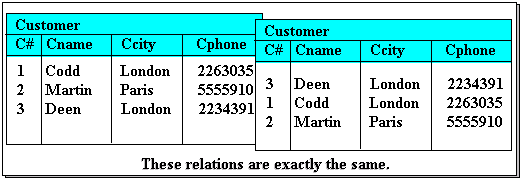 Customer
C# Cname Ccity Cphone
1 Codd London 2263035
2 Martin Paris 5555910
3 Deen London 2234391
Customer
C# Cname Ccity Cphone
3 Deen London 2234391
1 Codd London 2263035
2 Martin Paris 5555910
These relations are exactly the same.